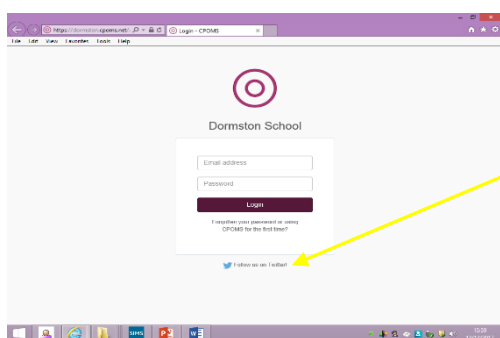 https://dormston.cpoms.net/
Login - CPOMS
File Edit View Favorites Tools Help
Dormston School
Email address
Password
Login
Forgotten your password or using
CPOMS for the first time?
Follow us on Twitter!
SIMS